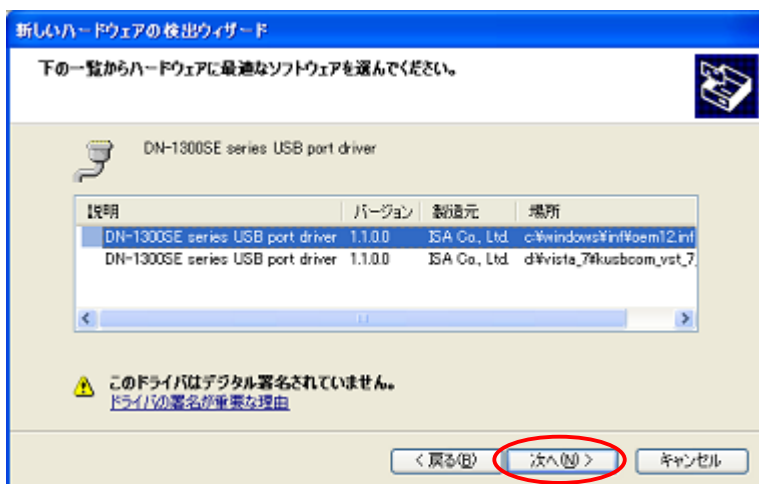 新しいハードウェアの検出ウィザード
下の一覧からハードウェアに最適なソフトウェアを選んでください。
DN-1300SE series USB port driver
説明 バージョン 製造元 場所
DN-1300SE series USB port driver 1.1.0.0 ISA Co., Ltd. c:¥windows¥inf¥oem12.inf
DN-1300SE series USB port driver 1.1.0.0 ISA Co., Ltd. d:¥vista_7¥kusbcom_vst_7
このドライバはデジタル署名されていません。
ドライバの署名が重要な理由
< 戻る(B) 次へ(N) > キャンセル